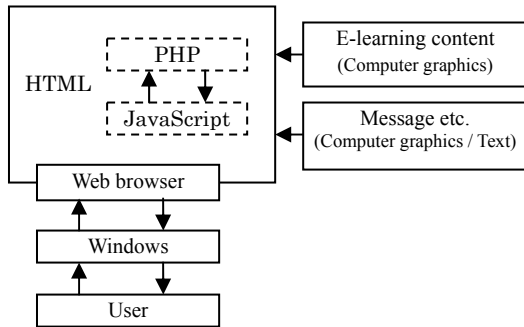 PHP
HTML
JavaScript
E-learning content
(Computer graphics)
Message etc.
(Computer graphics / Text)
Web browser
Windows
User